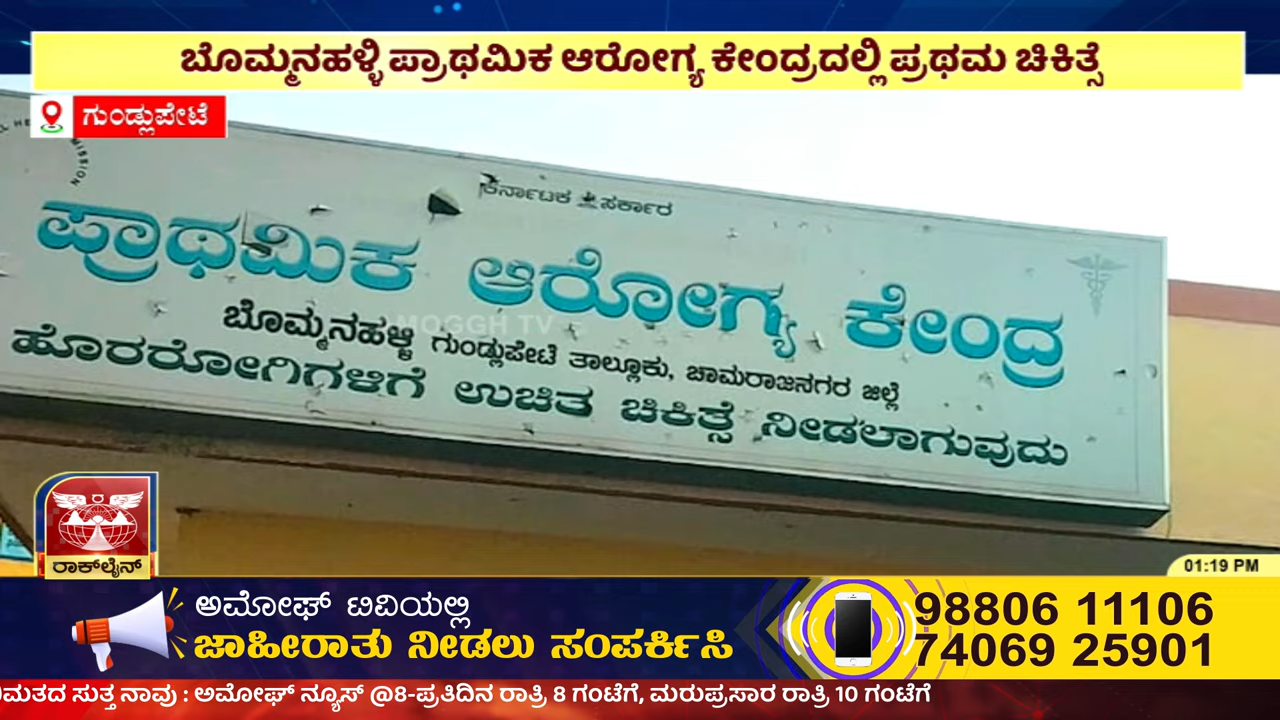 ಬೊಮ್ಮನಹಳ್ಳಿ ಪ್ರಾಥಮಿಕ ಆರೋಗ್ಯ ಕೇಂದ್ರದಲ್ಲಿ ಪ್ರಥಮ ಚಿಕಿತ್ಸೆ
ಗುಂಡ್ಲುಪೇಟೆ
ಕರ್ನಾಟಕ ಸರ್ಕಾರ
ಪ್ರಾಥಮಿಕ ಆರೋಗ್ಯ ಕೇಂದ್ರ
MOGGH TV
ಬೊಮ್ಮನಹಳ್ಳಿ ಗುಂಡ್ಲುಪೇಟೆ ತಾಲ್ಲೂಕು, ಚಾಮರಾಜನಗರ ಜಿಲ್ಲೆ
ಹೊರರೋಗಿಗಳಿಗೆ ಉಚಿತ ಚಿಕಿತ್ಸೆ ನೀಡಲಾಗುವುದು
ರಾಕ್‌ಲೈನ್
01:19 PM
ಅಮೋಘ್ ಟಿವಿಯಲ್ಲಿ
ಜಾಹೀರಾತು ನೀಡಲು ಸಂಪರ್ಕಿಸಿ
98806 11106
74069 25901
ಸುತ್ತ ನಾವು : ಅಮೋಘ್ ನ್ಯೂಸ್ @8-ಪ್ರತಿದಿನ ರಾತ್ರಿ 8 ಗಂಟೆಗೆ, ಮರುಪ್ರಸಾರ ರಾತ್ರಿ 10 ಗಂಟೆಗೆ